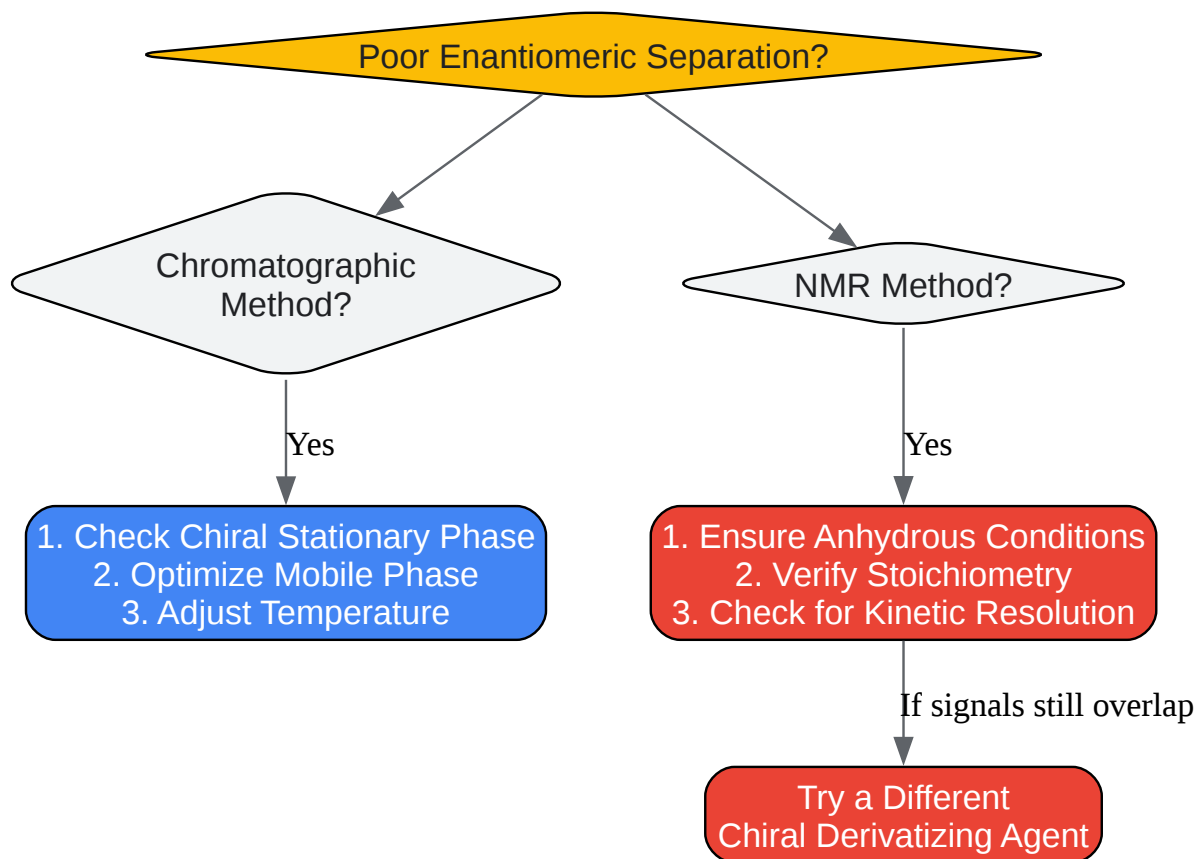 Poor Enantiomeric Separation?
Chromatographic
Method?
NMR Method?
Yes
Yes
1. Check Chiral Stationary Phase
2. Optimize Mobile Phase
3. Adjust Temperature
1. Ensure Anhydrous Conditions
2. Verify Stoichiometry
3. Check for Kinetic Resolution
If signals still overlap
Try a Different
Chiral Derivatizing Agent